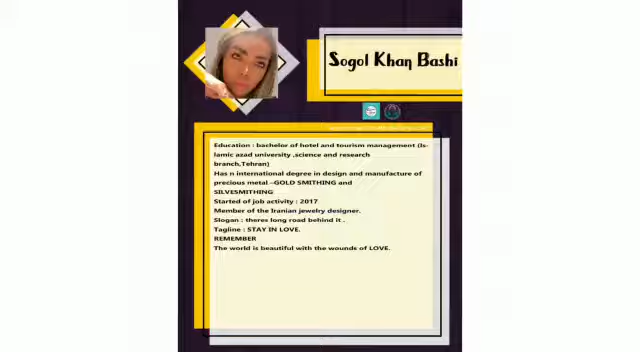 Sogol Khan Bashi
Education : bachelor of hotel and tourism management (Is-
lamic azad university ,science and research
branch,Tehran)
Has n international degree in design and manufacture of
precious metal.-GOLD SMITHING and
SILVESMITHING
Started of job activity : 2017
Member of the Iranian jewelry designer.
Slogan : theres long road behind it .
Tagline : STAY IN LOVE.
REMEMBER
The world is beautiful with the wounds of LOVE.